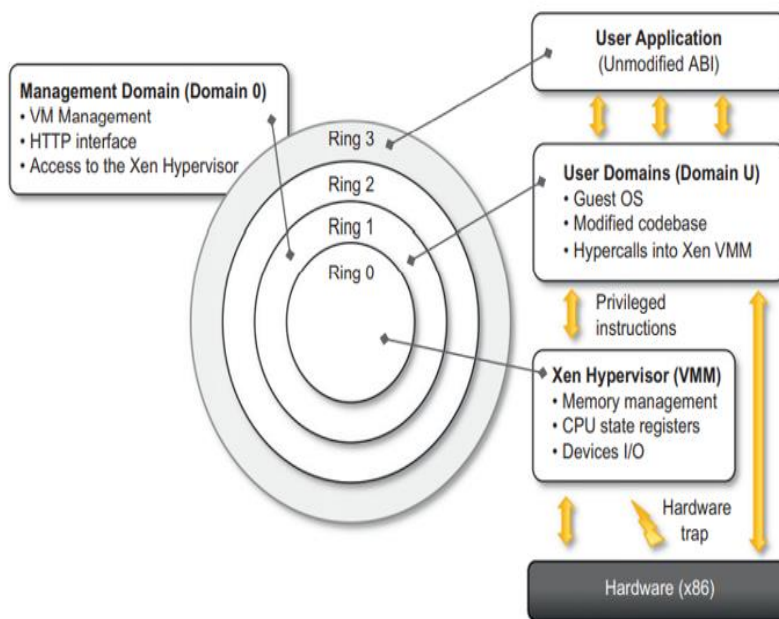 Management Domain (Domain 0)
• VM Management
• HTTP interface
• Access to the Xen Hypervisor
Ring 3
Ring 2
Ring 1
Ring 0
User Application
(Unmodified ABI)
User Domains (Domain U)
• Guest OS
• Modified codebase
• Hypercalls into Xen VMM
Privileged
instructions
Xen Hypervisor (VMM)
• Memory management
• CPU state registers
• Devices I/O
Hardware
trap
Hardware (x86)